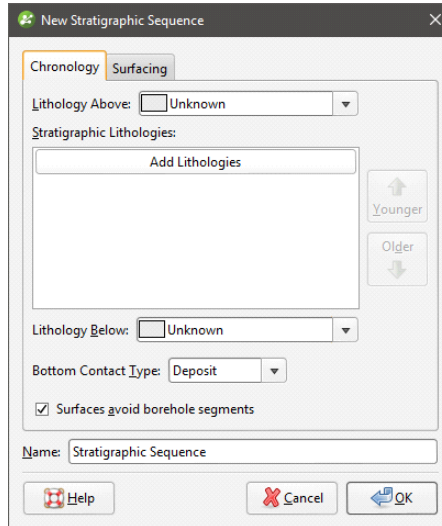 New Stratigraphic Sequence
Chronology Surfacing
Lithology Above: Unknown
Stratigraphic Lithologies:
Add Lithologies
Younger
Older
Lithology Below: Unknown
Bottom Contact Type: Deposit
Surfaces avoid borehole segments
Name: Stratigraphic Sequence
Help Cancel OK